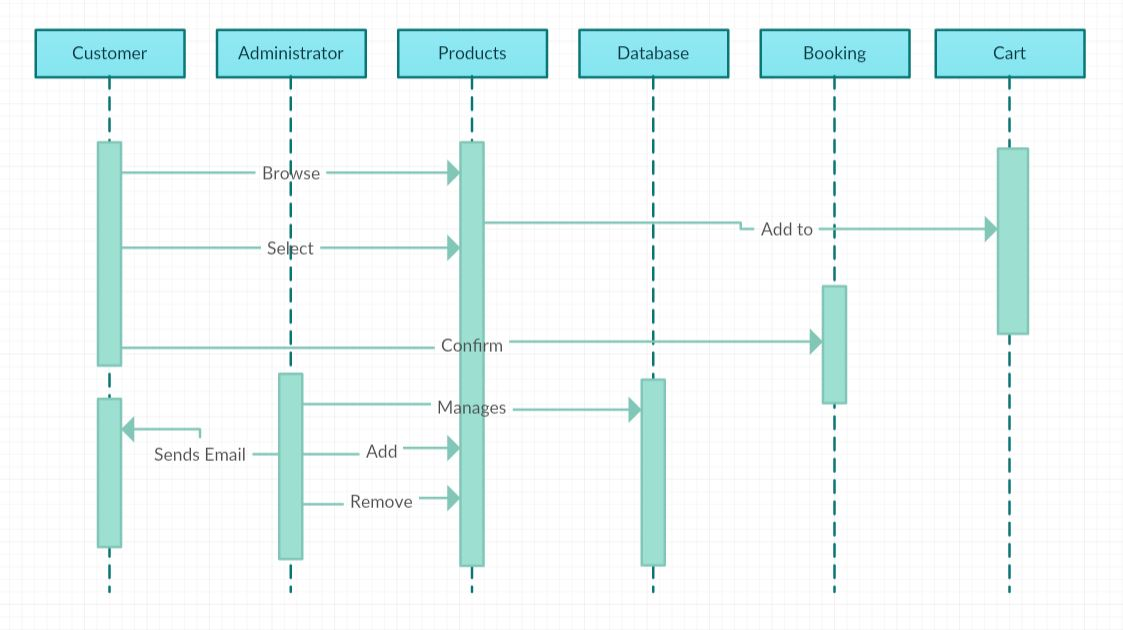 Customer
Administrator
Products
Database
Booking
Cart
Browse
Add to
Select
Confirm
Manages
Sends Email
Add
Remove